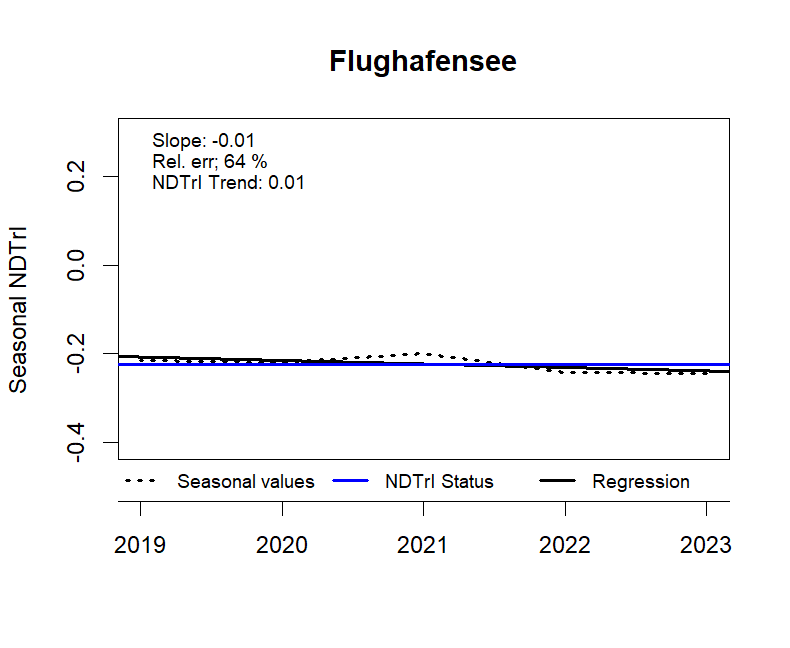 Flughafensee
Slope: -0.01
Rel. err; 64 %
NDTrI Trend: 0.01
Seasonal NDTrI
0.2
0.0
-0.2
-0.4
Seasonal values NDTrI Status Regression
2019 2020 2021 2022 2023